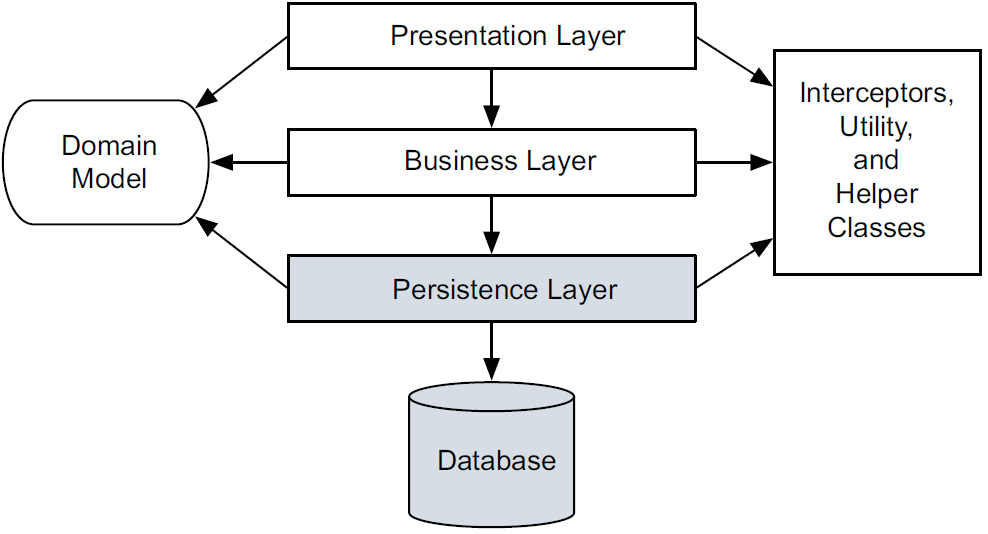 Presentation Layer
Interceptors,
Utility,
and
Helper
Classes
Domain
Model
Business Layer
Persistence Layer
Database